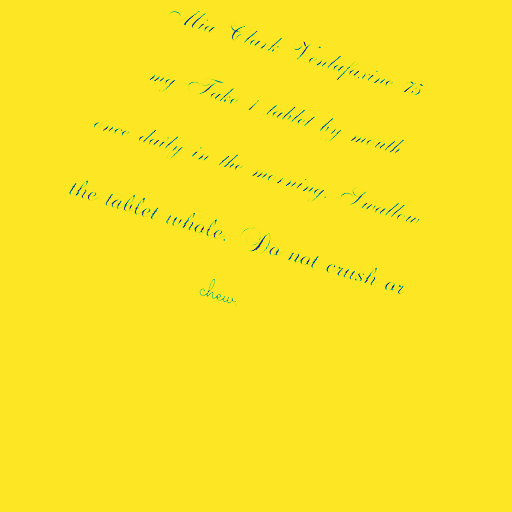 Mia Clark Venlafaxine 75
mg Take 1 tablet by mouth
once daily in the morning. Swallow
the tablet whole. Do not crush or
chew